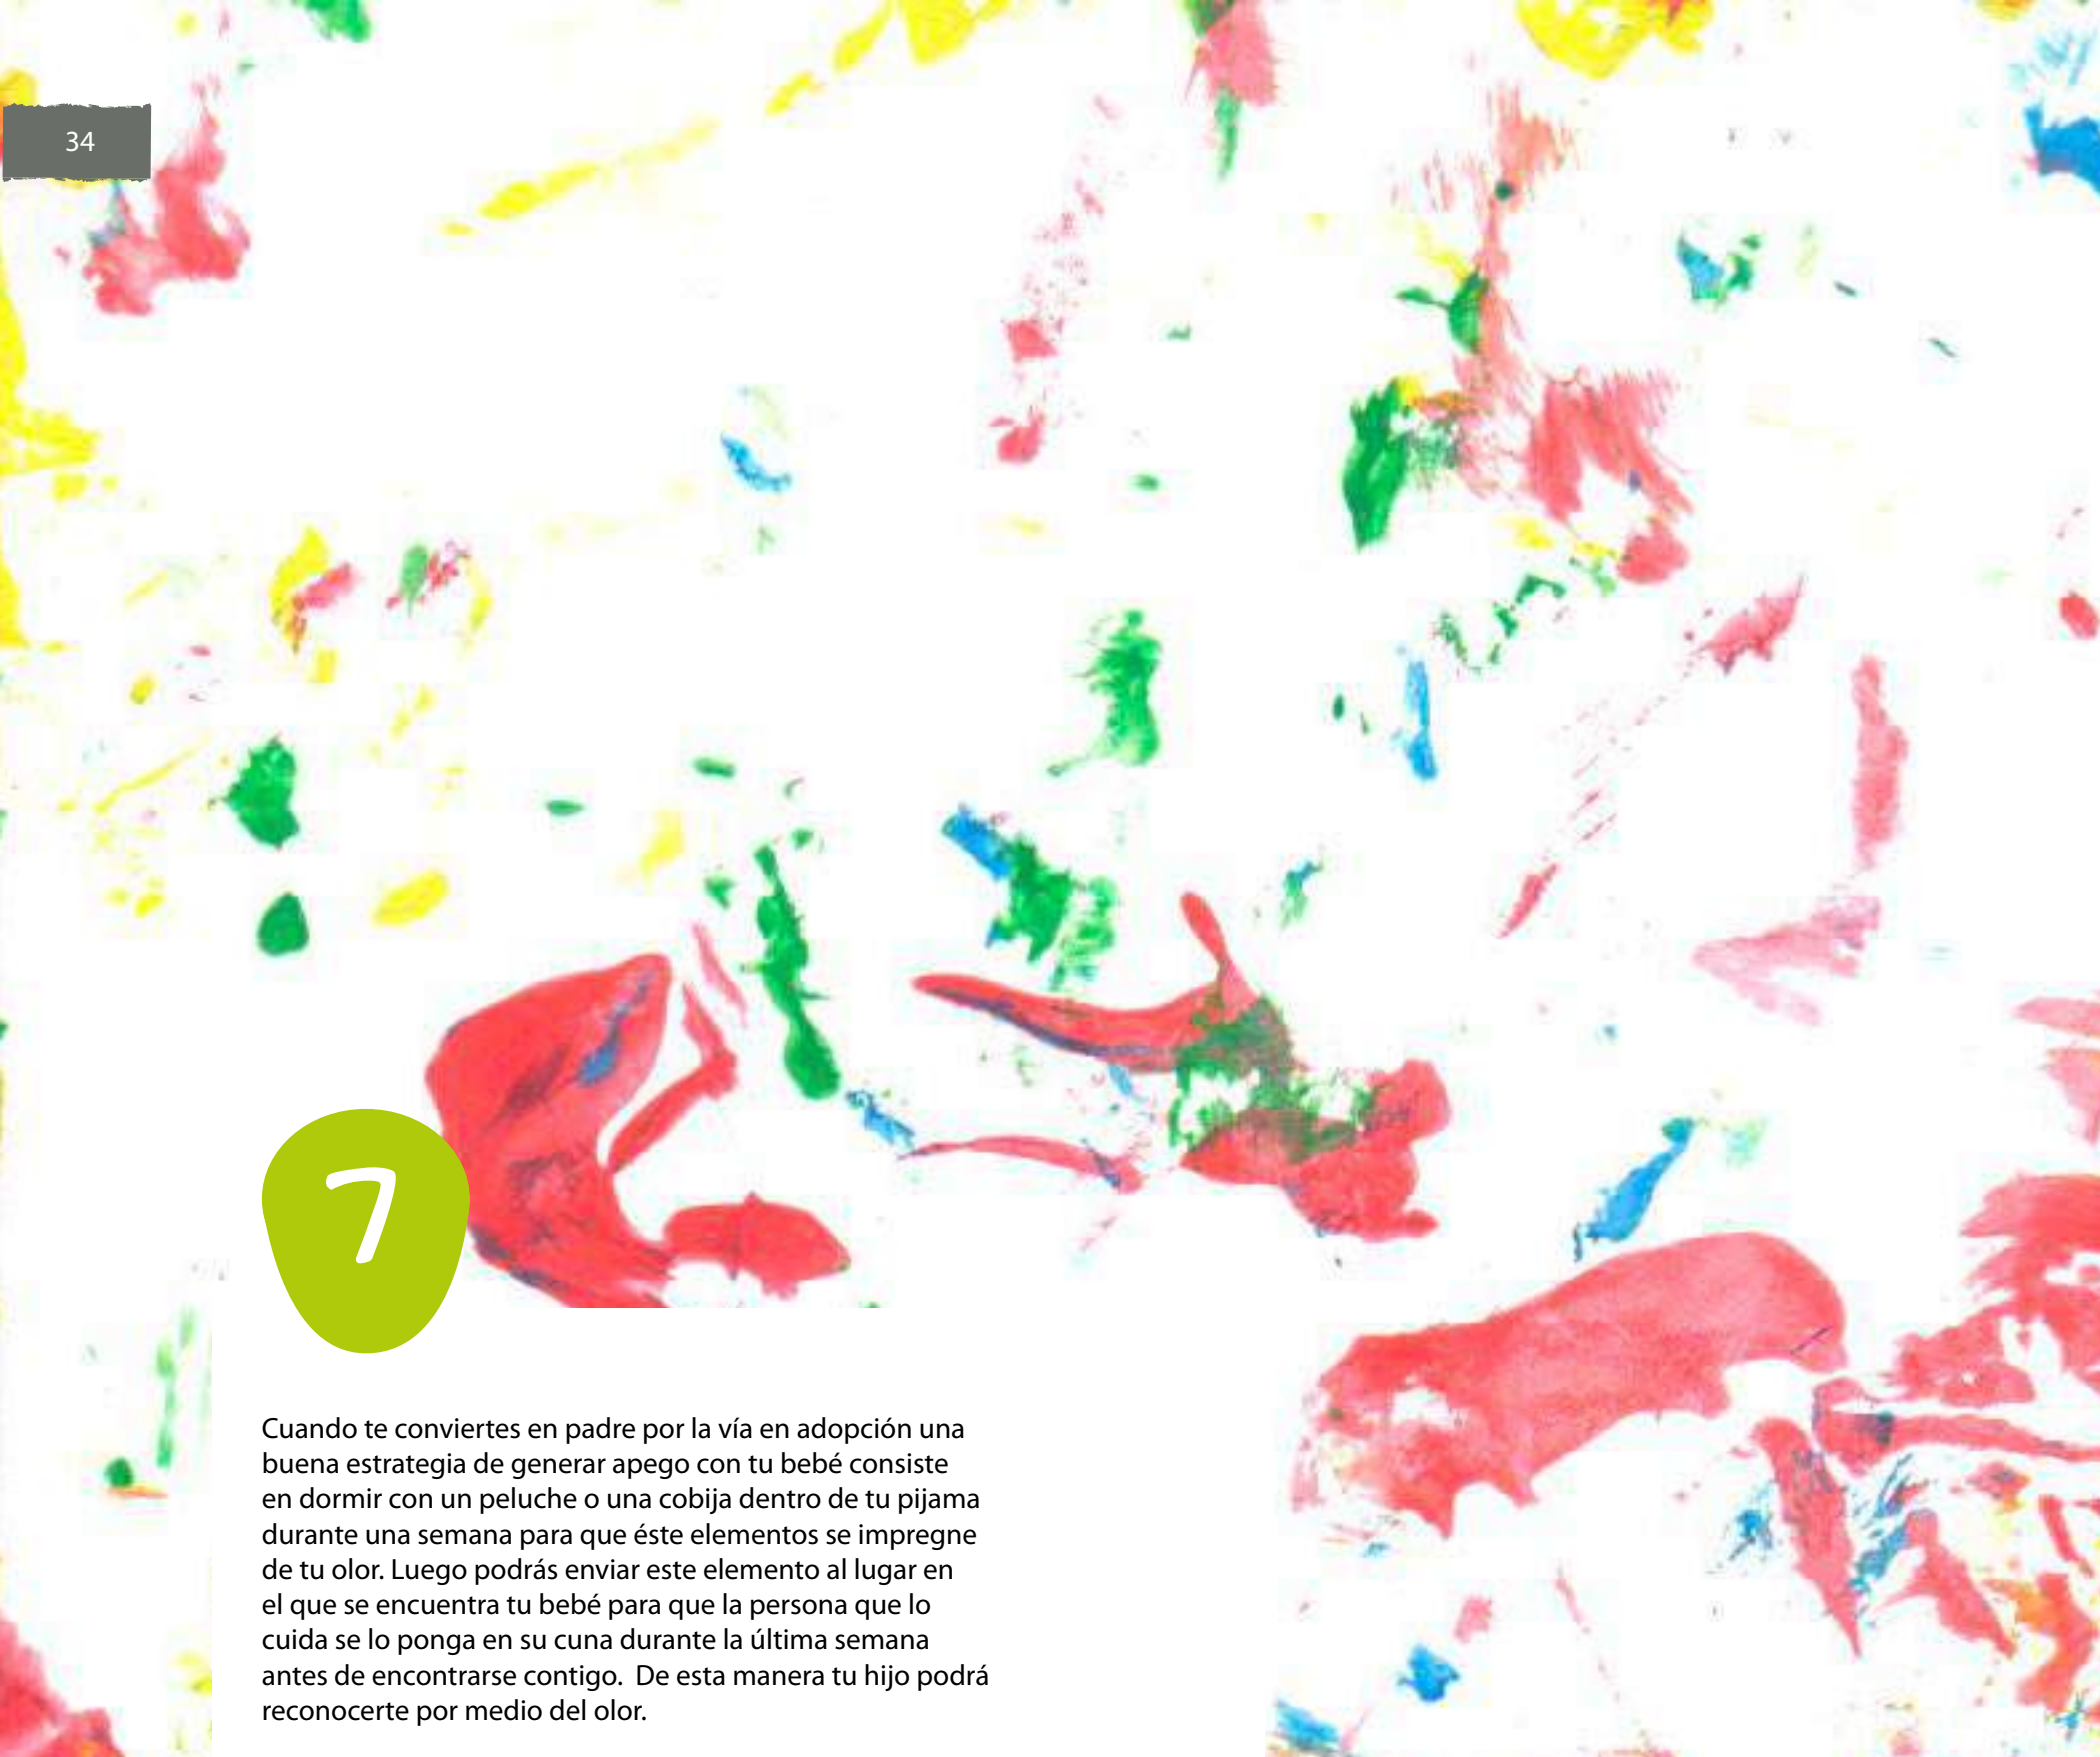 34
7
Cuando te conviertes en padre por la vía en adopción una
buena estrategia de generar apego con tu bebé consiste
en dormir con un peluche o una cobija dentro de tu pijama
durante una semana para que éste elementos se impregne
de tu olor. Luego podrás enviar este elemento al lugar en
el que se encuentra tu bebé para que la persona que lo
cuida se lo ponga en su cuna durante la última semana
antes de encontrarse contigo.  De esta manera tu hijo podrá
reconocerte por medio del olor.